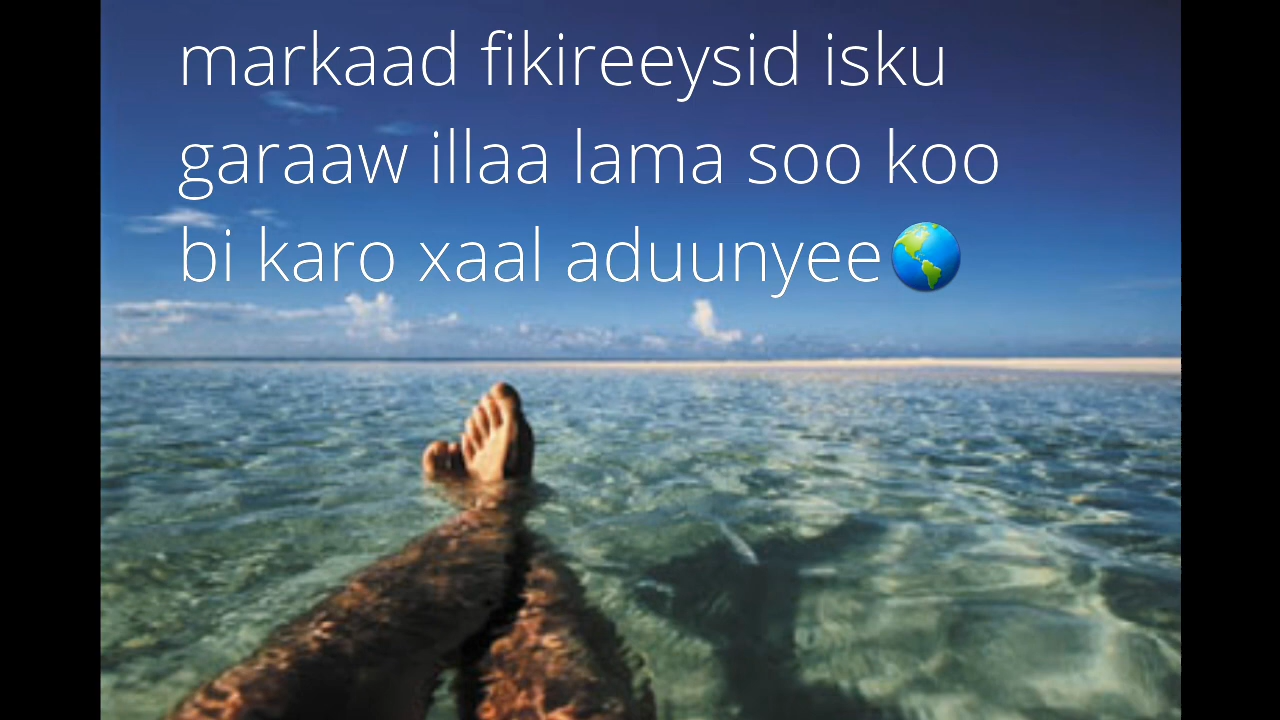 markaad fikireeysid isku
garaaw illaa lama soo koo
bi karo xaal aduunyee🌎